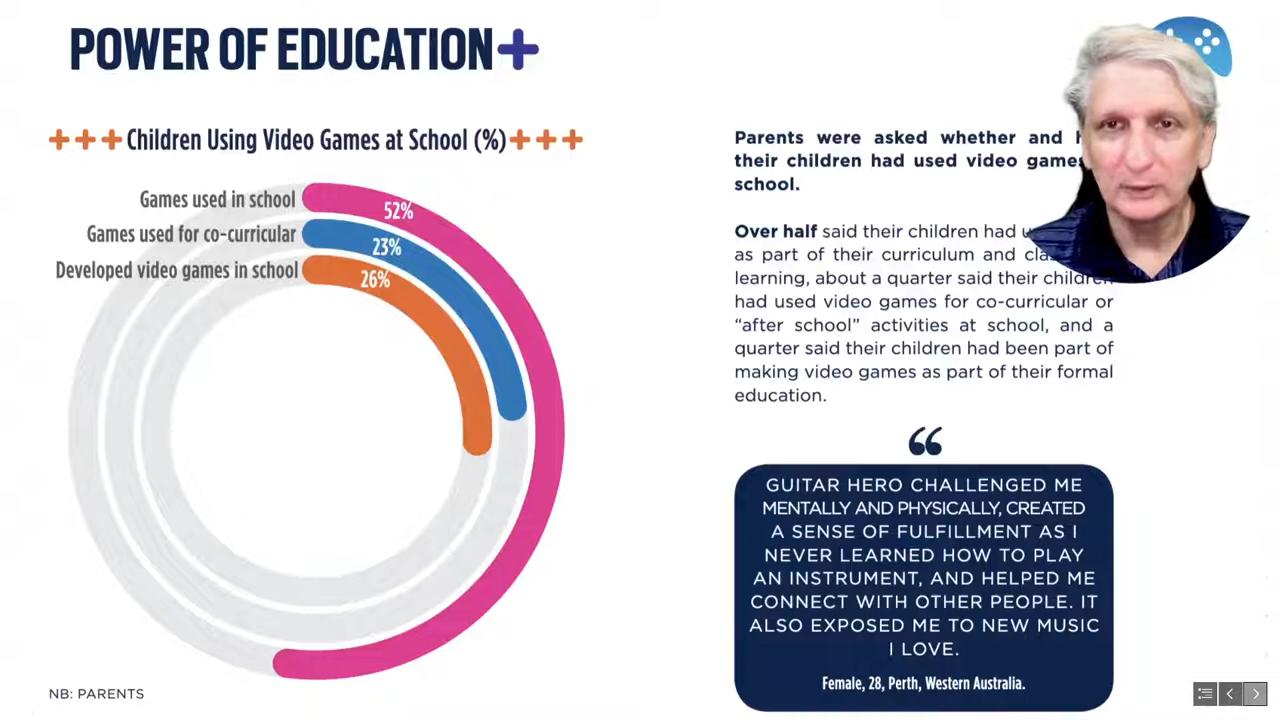 POWER OF EDUCATION+
+++Children Using Video Games at School (%)+++
Games used in school
52%
Games used for co-curricular
23%
Developed video games in school
26%
NB: PARENTS
Parents were asked whether and
their children had used video games
school.
Over half said their children had
as part of their curriculum and
learning, about a quarter said their children
had used video games for co-curricular or
“after school” activities at school, and a
quarter said their children had been part of
making video games as part of their formal
education.
“
GUITAR HERO CHALLENGED ME
MENTALLY AND PHYSICALLY, CREATED
A SENSE OF FULFILLMENT AS I
NEVER LEARNED HOW TO PLAY
AN INSTRUMENT, AND HELPED ME
CONNECT WITH OTHER PEOPLE. IT
ALSO EXPOSED ME TO NEW MUSIC
I LOVE.
Female, 28, Perth, Western Australia.